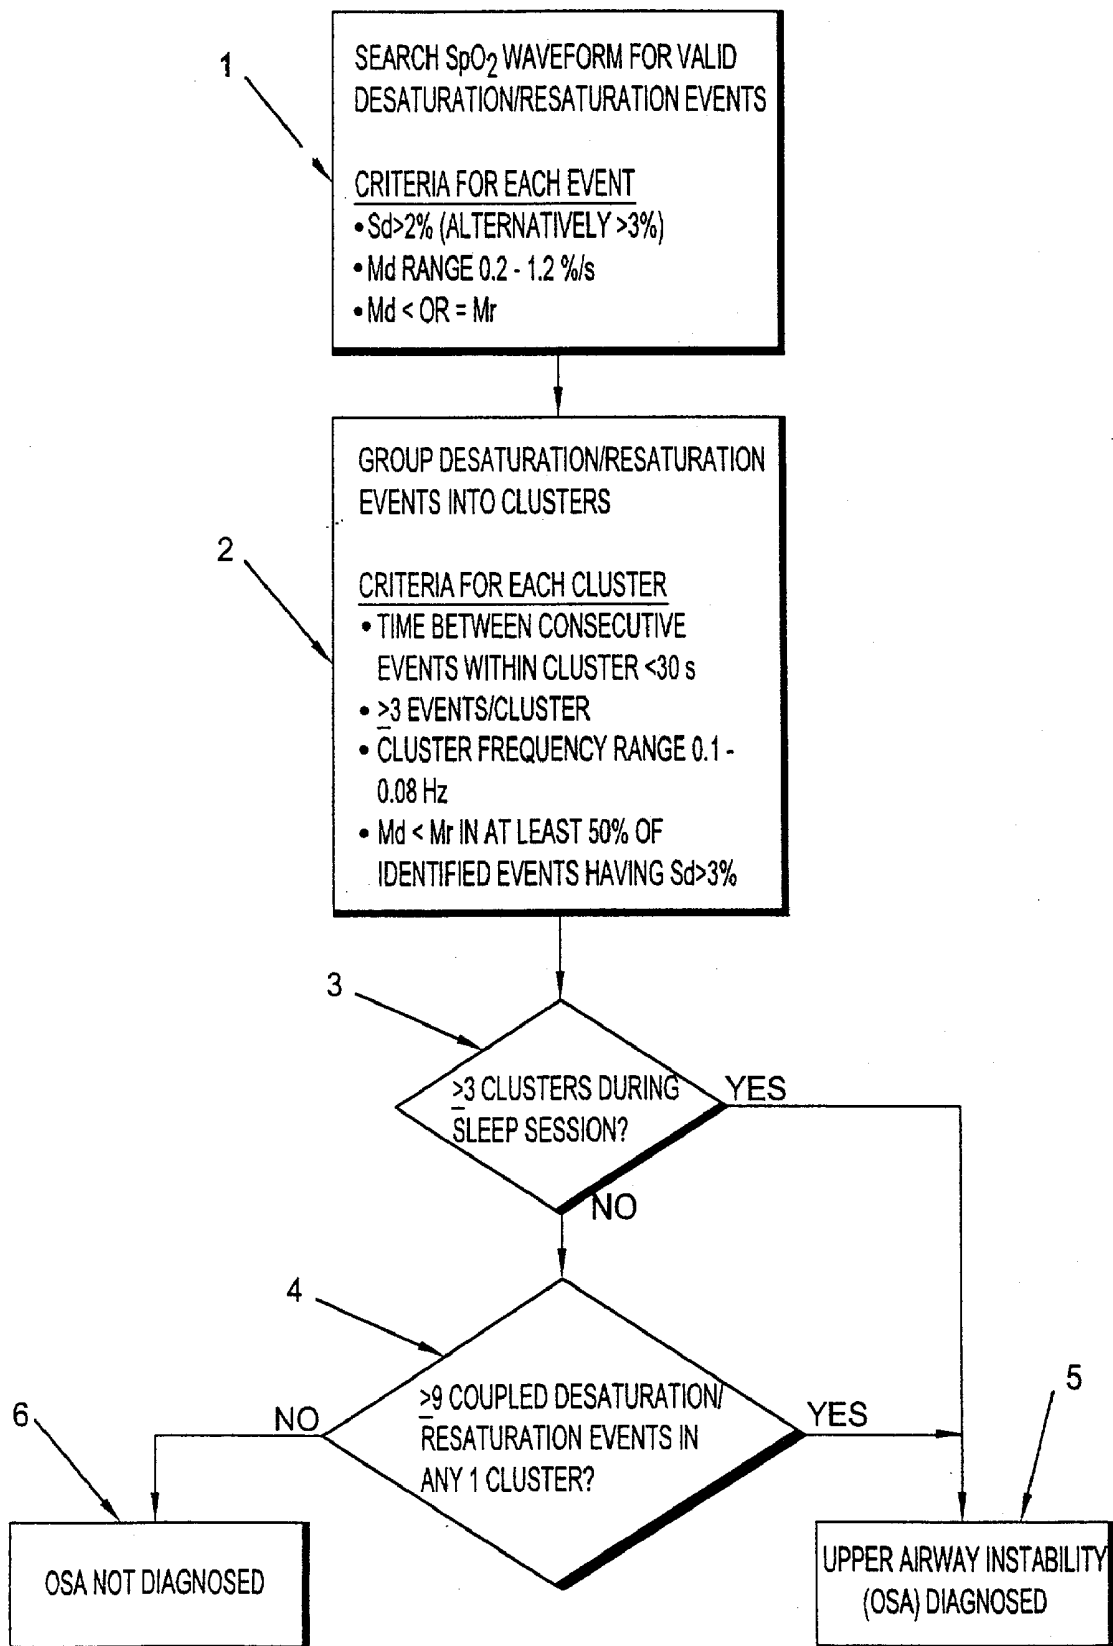 1
SEARCH SpO2 WAVEFORM FOR VALID
DESATURATION/RESATURATION EVENTS
CRITERIA FOR EACH EVENT
• Sd>2% (ALTERNATIVELY >3%)
• Md RANGE 0.2 - 1.2 %/s
• Md < OR = Mr
2
GROUP DESATURATION/RESATURATION
EVENTS INTO CLUSTERS
CRITERIA FOR EACH CLUSTER
• TIME BETWEEN CONSECUTIVE
EVENTS WITHIN CLUSTER <30 s
• ≥3 EVENTS/CLUSTER
• CLUSTER FREQUENCY RANGE 0.1 -
0.08 Hz
• Md < Mr IN AT LEAST 50% OF
IDENTIFIED EVENTS HAVING Sd>3%
3
≥3 CLUSTERS DURING
SLEEP SESSION?
YES
NO
4
≥9 COUPLED DESATURATION/
RESATURATION EVENTS IN
ANY 1 CLUSTER?
NO
YES
6
5
OSA NOT DIAGNOSED
UPPER AIRWAY INSTABILITY
(OSA) DIAGNOSED